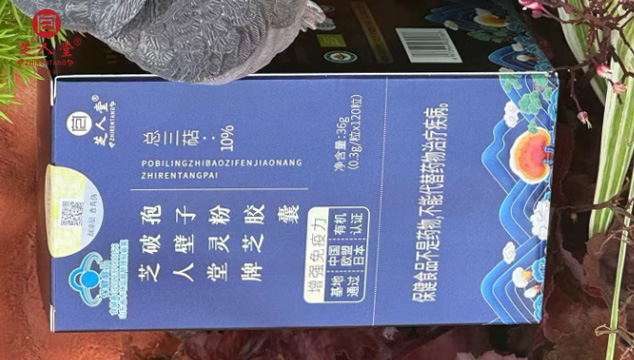 芝人堂®
ZHIRENTANG
芝人堂®
ZHIRENTANG
总三萜：10%
POBILINGZHIBAOZIFENJIAONANG
ZHIRENTANGPAI
净含量：36g
(0.3g/粒x120粒)
芝人堂牌
破壁灵芝
孢子粉胶囊
增强免疫力
基地通过
中国
欧盟
日本
有机认证
保健食品不是药物，不能代替药物治疗疾病。